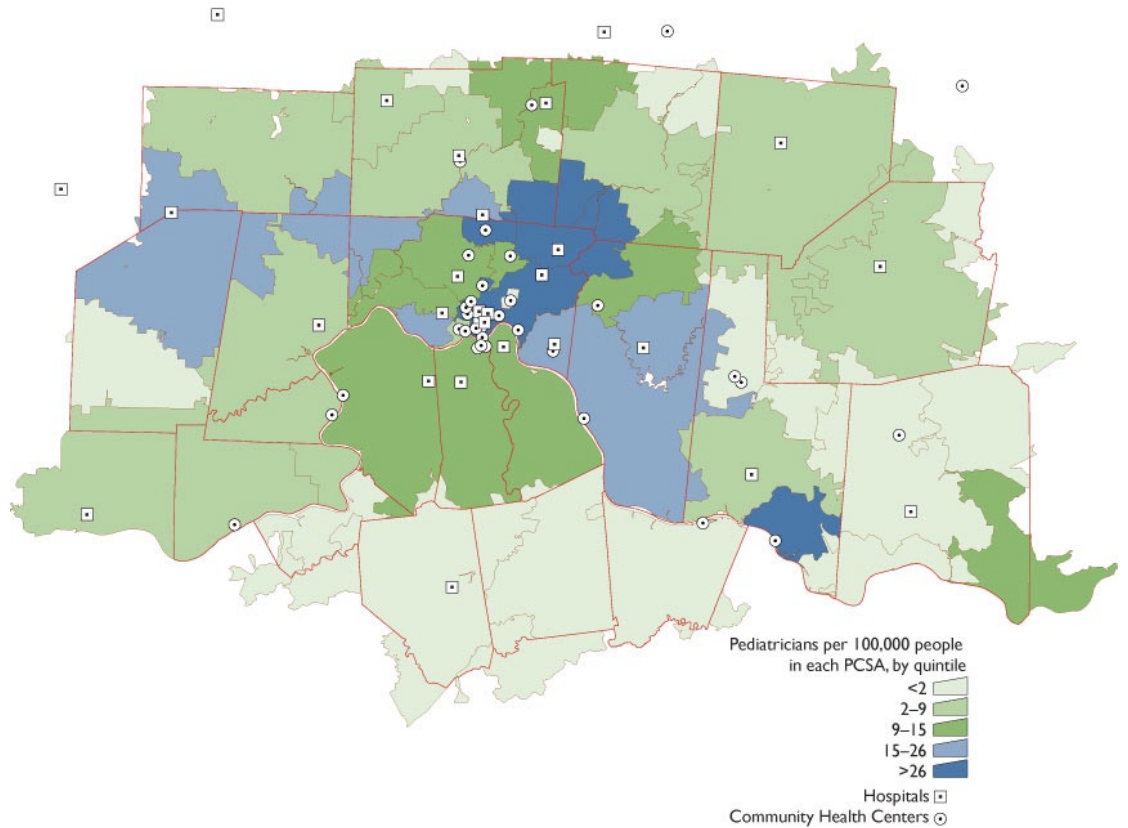 Pediatricians per 100,000 people
in each PCSA, by quintile
<2
2–9
9–15
15–26
>26
Hospitals
Community Health Centers